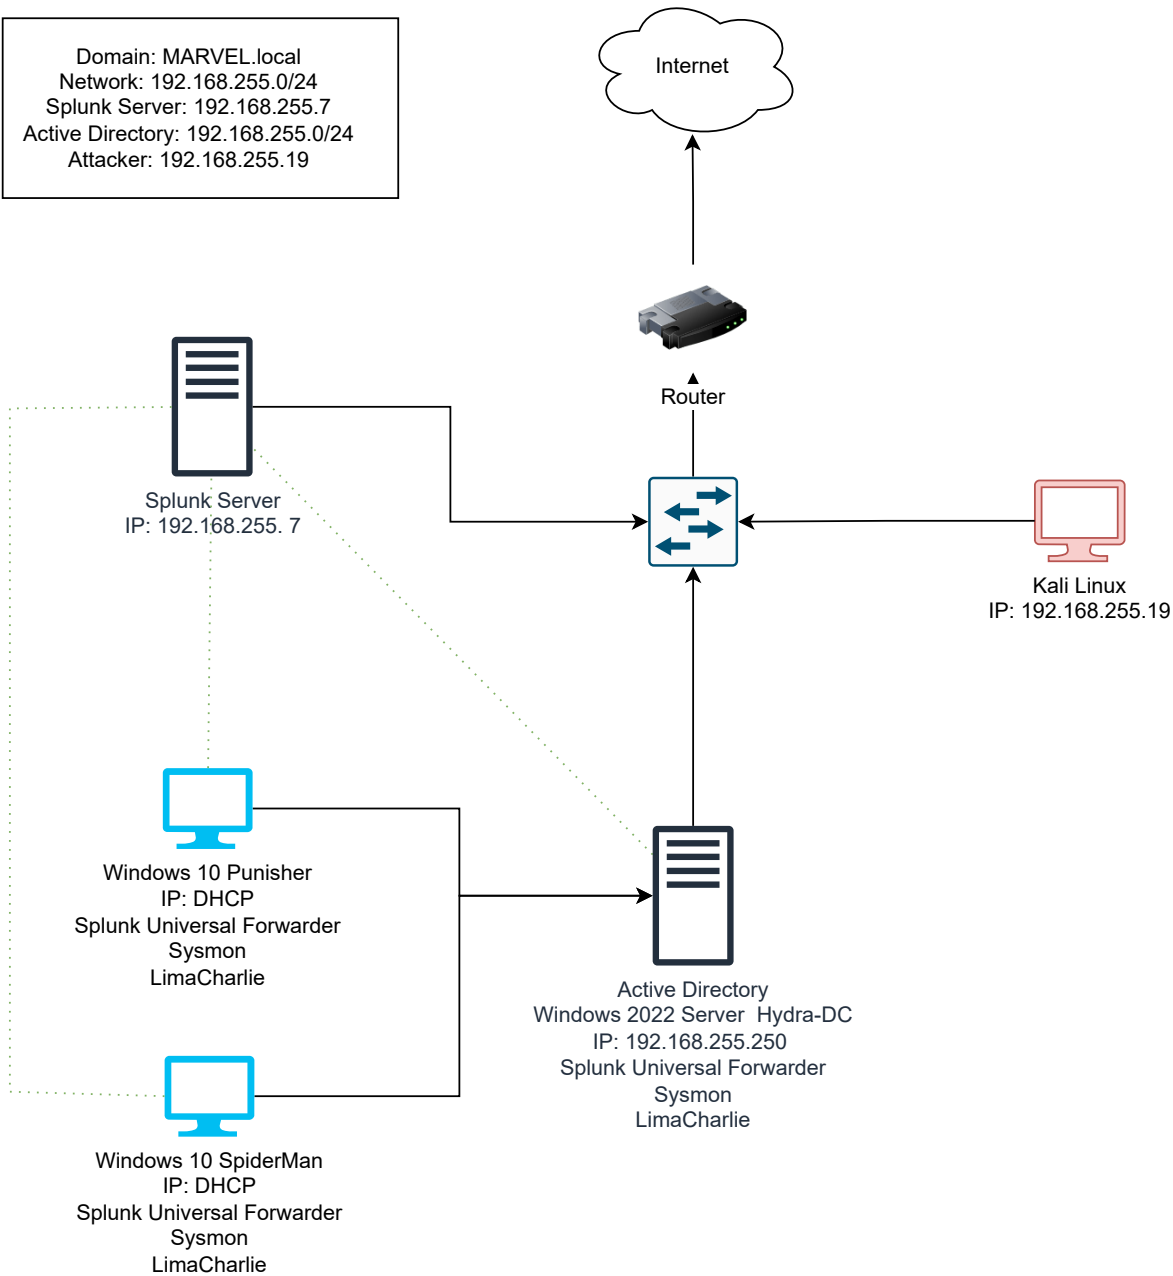 Domain: MARVEL.local
Network: 192.168.255.0/24
Splunk Server: 192.168.255.7
Active Directory: 192.168.255.0/24
Attacker: 192.168.255.19
Internet
Router
Splunk Server
IP: 192.168.255. 7
Kali Linux
IP: 192.168.255.19
Windows 10 Punisher
IP: DHCP
Splunk Universal Forwarder
Sysmon
LimaCharlie
Active Directory
Windows 2022 Server  Hydra-DC
IP: 192.168.255.250
Splunk Universal Forwarder
Sysmon
LimaCharlie
Windows 10 SpiderMan
IP: DHCP
Splunk Universal Forwarder
Sysmon
LimaCharlie